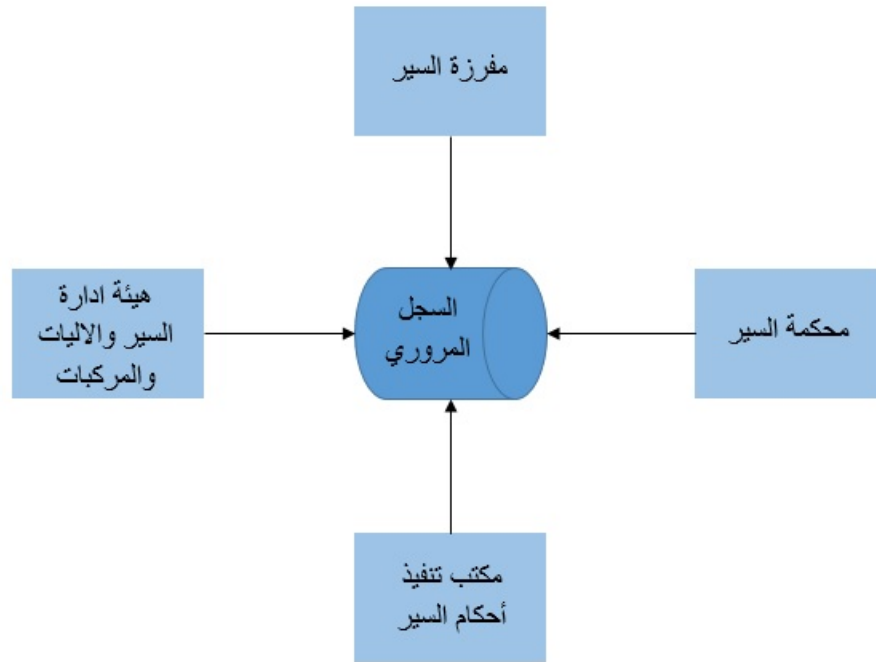 مفرزة السير
هيئة ادارة
السير والاليات
والمركبات
السجل
المروري
محكمة السير
مكتب تنفيذ
أحكام السير